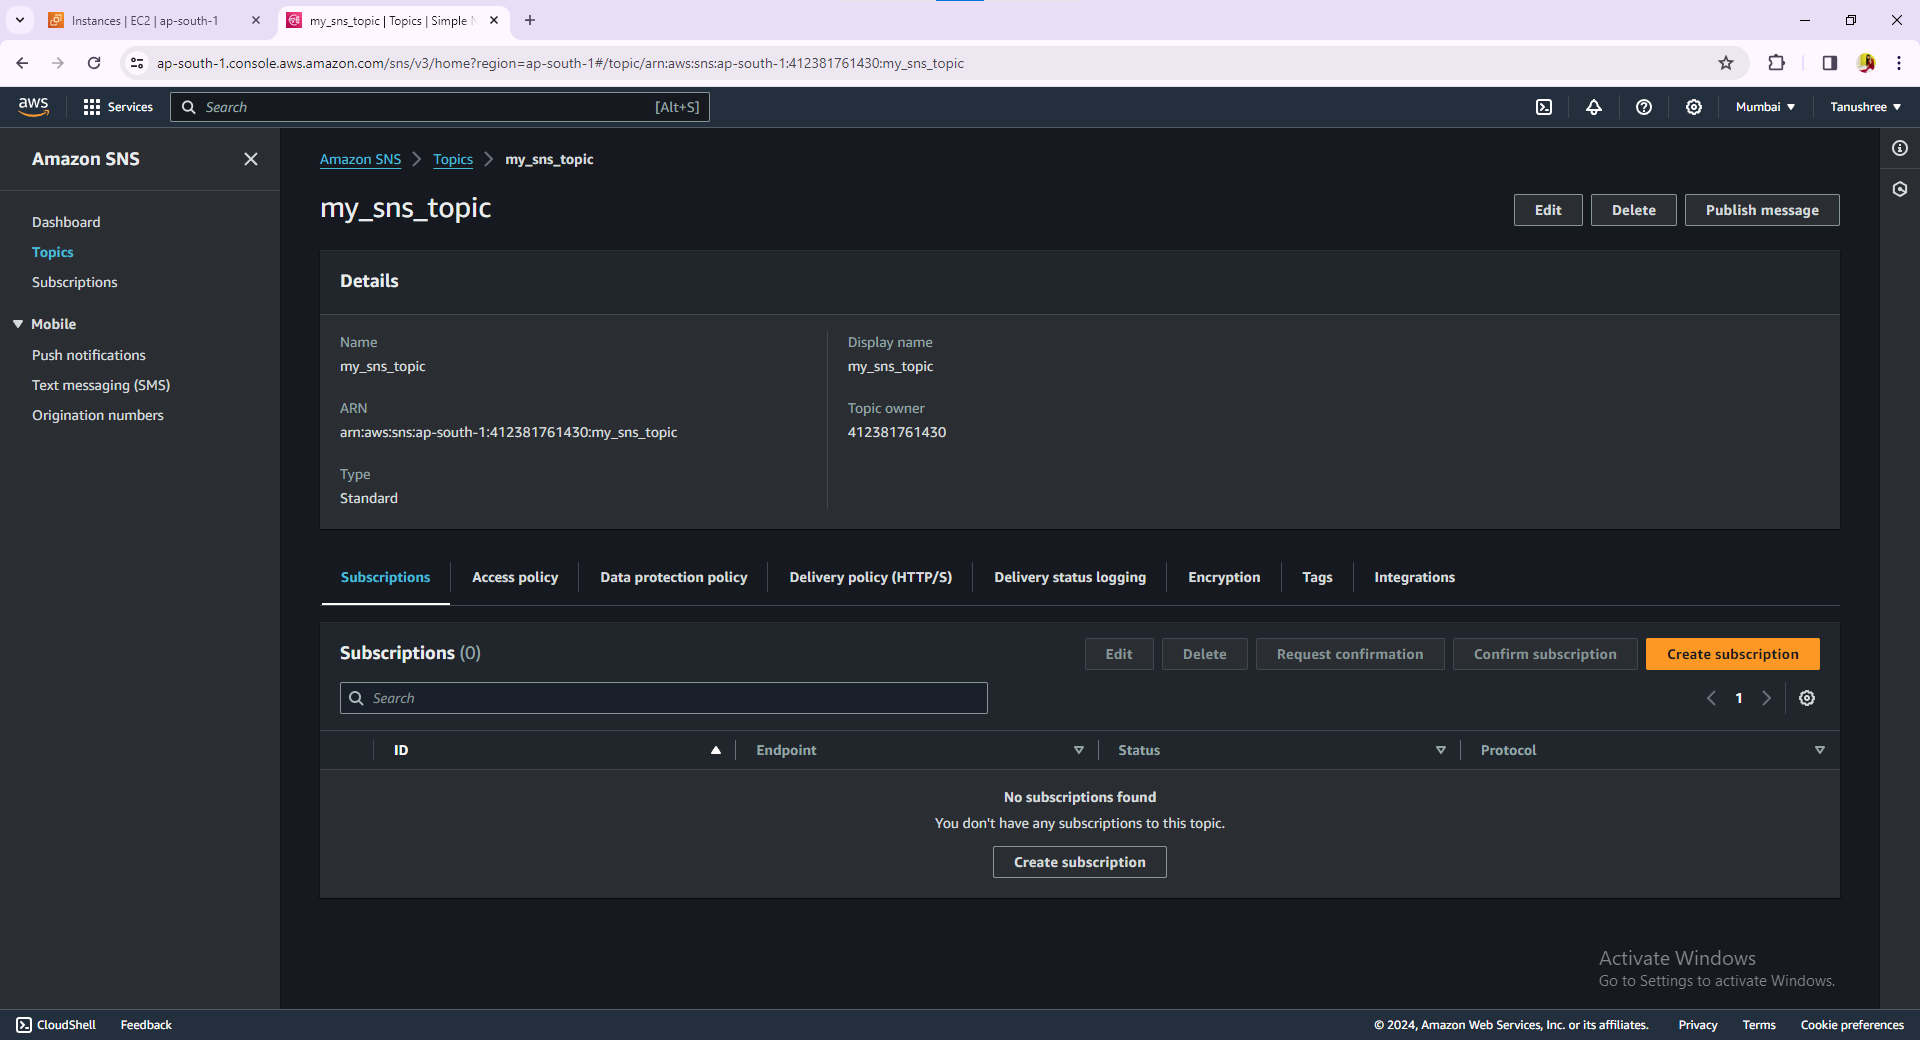 Instances | EC2 | ap-south-1
my_sns_topic | Topics | Simple
ap-south-1.console.aws.amazon.com/sns/v3/home?region=ap-south-1#/topic/arn:aws:sns:ap-south-1:412381761430:my_sns_topic
aws
Services
Search
[Alt+S]
Mumbai
Tanushree
Amazon SNS
Dashboard
Topics
Subscriptions
Mobile
Push notifications
Text messaging (SMS)
Origination numbers
Amazon SNS
Topics
my_sns_topic
my_sns_topic
Edit
Delete
Publish message
Details
Name
my_sns_topic
ARN
arn:aws:sns:ap-south-1:412381761430:my_sns_topic
Type
Standard
Display name
my_sns_topic
Topic owner
412381761430
Subscriptions
Access policy
Data protection policy
Delivery policy (HTTP/S)
Delivery status logging
Encryption
Tags
Integrations
Subscriptions (0)
Edit
Delete
Request confirmation
Confirm subscription
Create subscription
Search
1
ID
Endpoint
Status
Protocol
No subscriptions found
You don't have any subscriptions to this topic.
Create subscription
Activate Windows
Go to Settings to activate Windows.
CloudShell
Feedback
© 2024, Amazon Web Services, Inc. or its affiliates.
Privacy
Terms
Cookie preferences